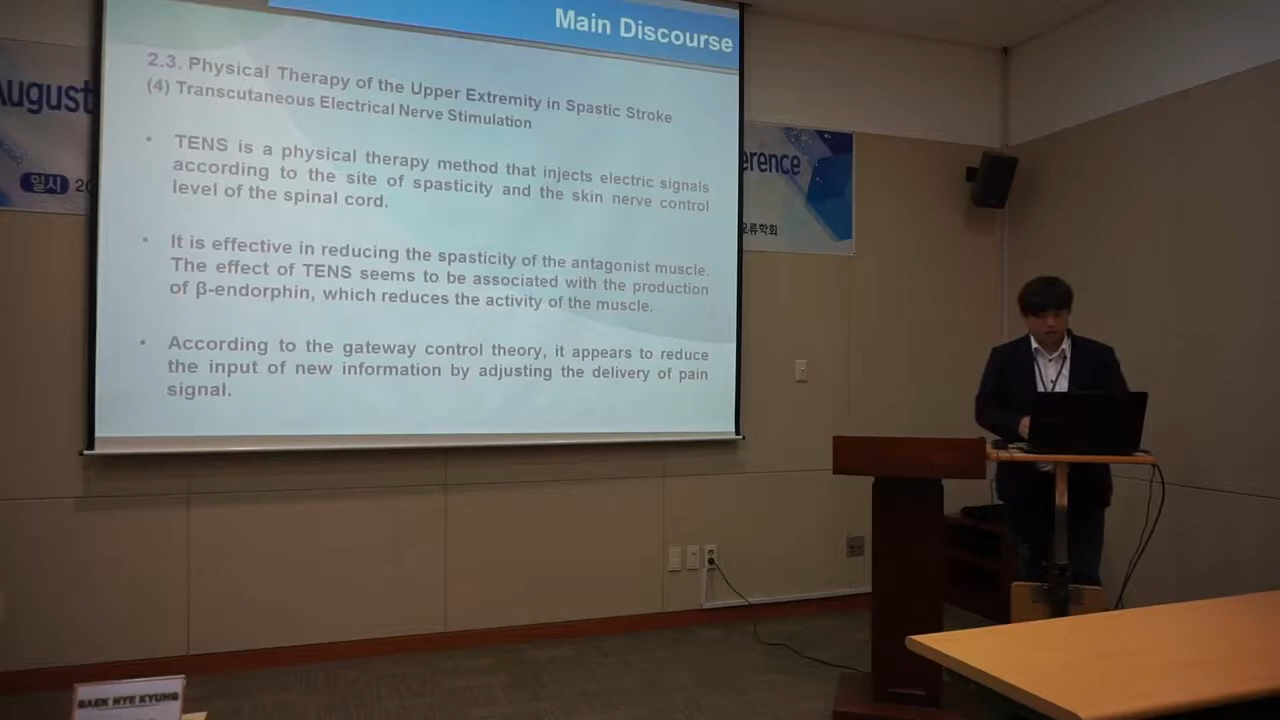 Main Discourse
2.3. Physical Therapy of the Upper Extremity in Spastic Stroke
(4) Transcutaneous Electrical Nerve Stimulation
• TENS is a physical therapy method that injects electric signals
according to the site of spasticity and the skin nerve control
level of the spinal cord.
• It is effective in reducing the spasticity of the antagonist muscle.
The effect of TENS seems to be associated with the production
of β-endorphin, which reduces the activity of the muscle.
• According to the gateway control theory, it appears to reduce
the input of new information by adjusting the delivery of pain
signal.
August
일시 20
erence
오류학회
BAEK HYE KYUNG